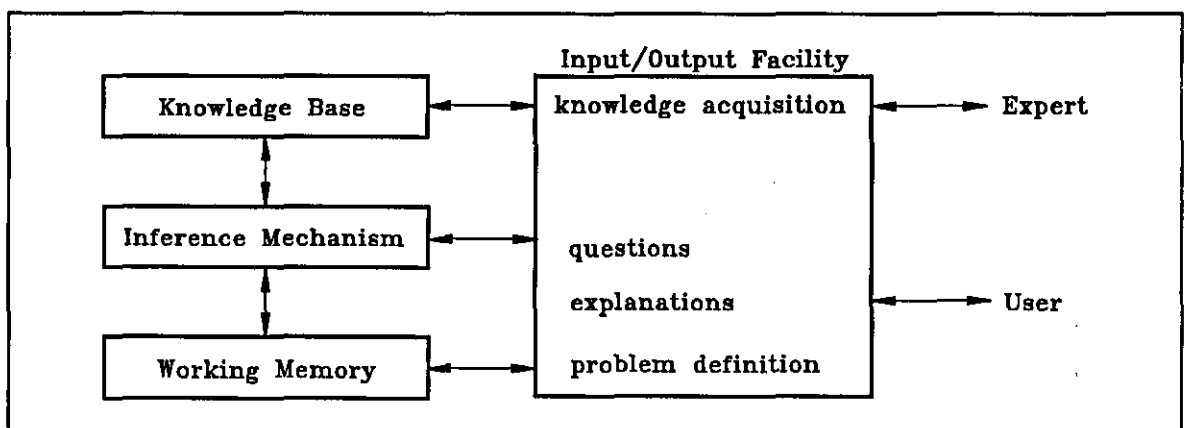 Input/Output Facility
Knowledge Base
knowledge acquisition
Expert
Inference Mechanism
questions
explanations
User
Working Memory
problem definition